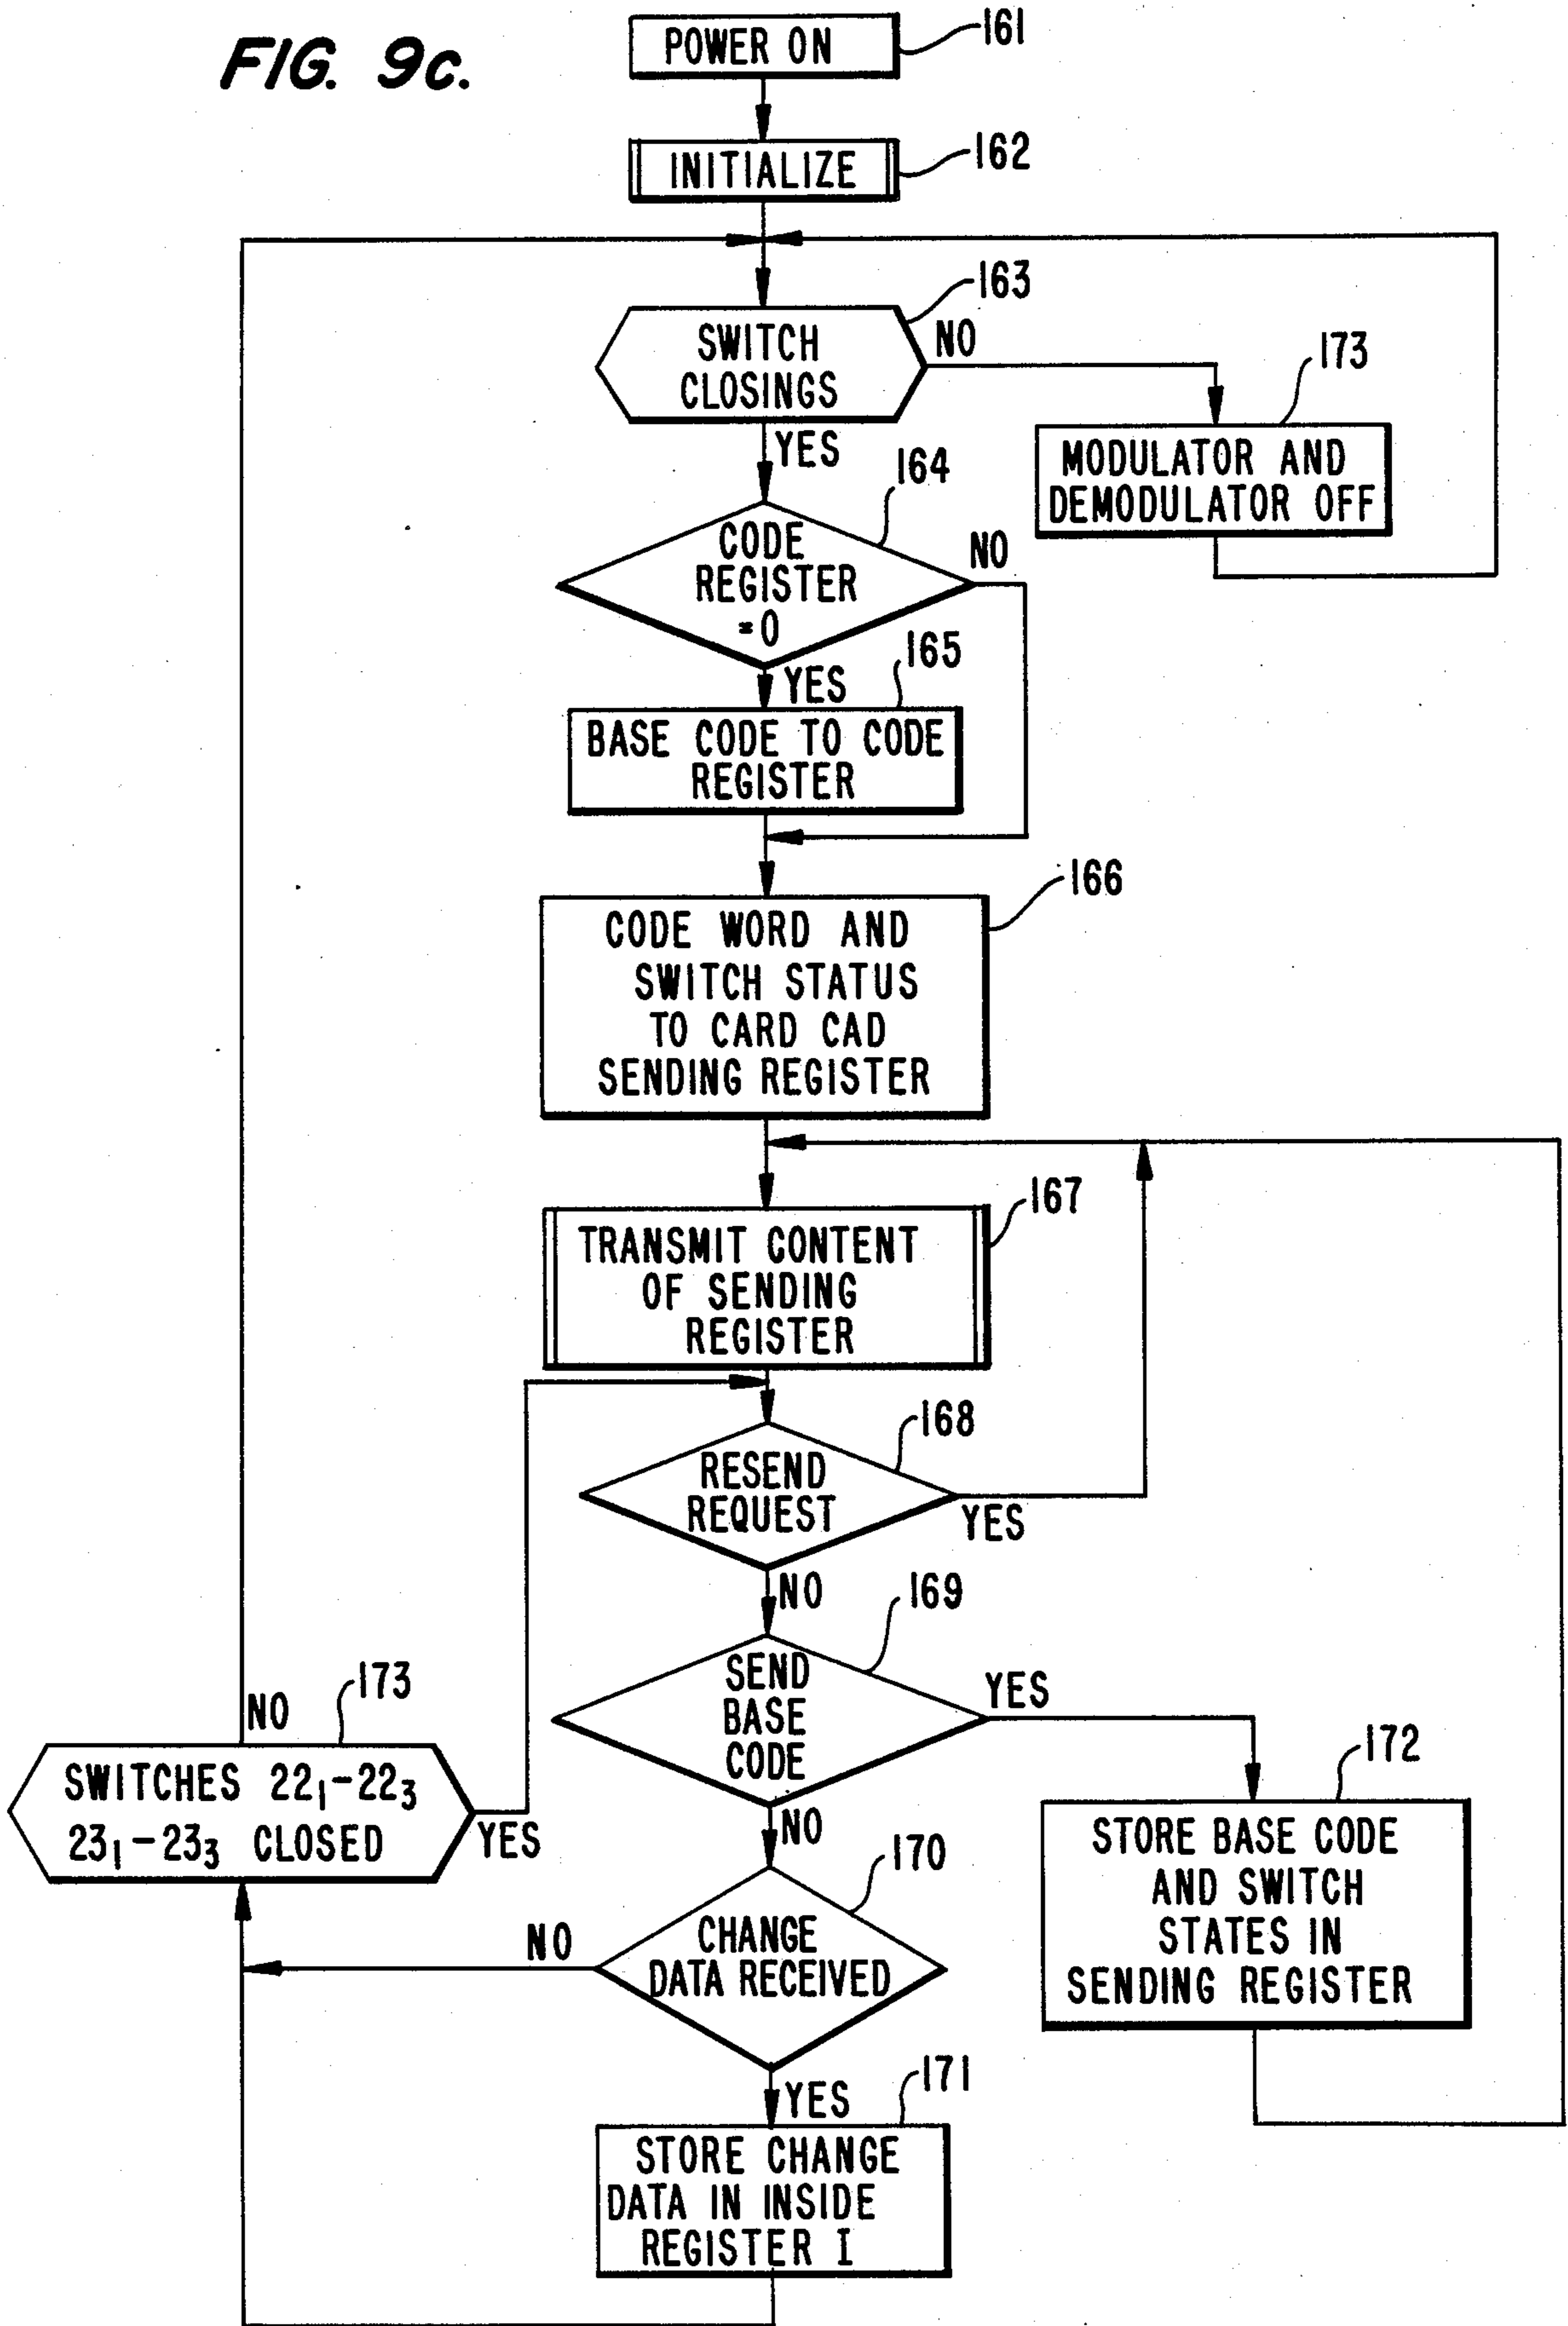 FIG. 9c.
POWER ON
161
INITIALIZE
162
163
SWITCH
CLOSINGS
NO
YES
173
MODULATOR AND
DEMODULATOR OFF
164
CODE
REGISTER
=0
NO
YES
165
BASE CODE TO CODE
REGISTER
166
CODE WORD AND
SWITCH STATUS
TO CARD CAD
SENDING REGISTER
167
TRANSMIT CONTENT
OF SENDING
REGISTER
168
RESEND
REQUEST
YES
NO
169
SEND
BASE
CODE
YES
NO
173
NO
SWITCHES 22₁-22₃
23₁-23₃ CLOSED
YES
172
STORE BASE CODE
AND SWITCH
STATES IN
SENDING REGISTER
170
CHANGE
DATA RECEIVED
NO
YES
171
STORE CHANGE
DATA IN INSIDE
REGISTER I